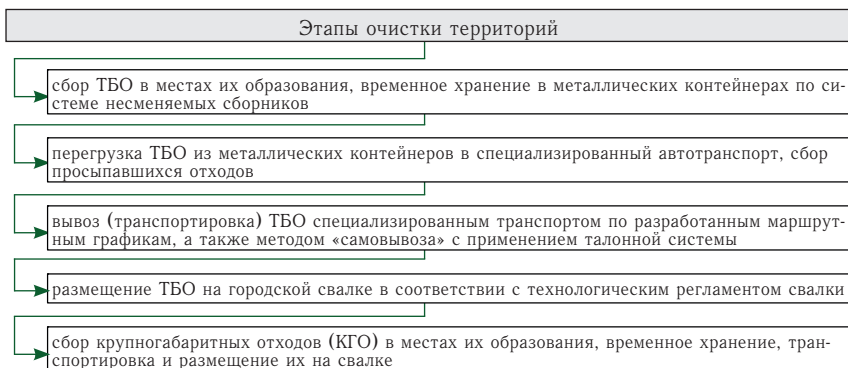 Этапы очистки территорий
сбор ТБО в местах их образования, временное хранение в металлических контейнерах по си-
стеме несменяемых сборников
перегрузка ТБО из металлических контейнеров в специализированный автотранспорт, сбор
просыпавшихся отходов
вывоз (транспортировка) ТБО специализированным транспортом по разработанным маршрут-
ным графикам, а также методом «самовывоза» с применением талонной системы
размещение ТБО на городской свалке в соответствии с технологическим регламентом свалки
сбор крупногабаритных отходов (КГО) в местах их образования, временное хранение, тран-
спортировка и размещение их на свалке